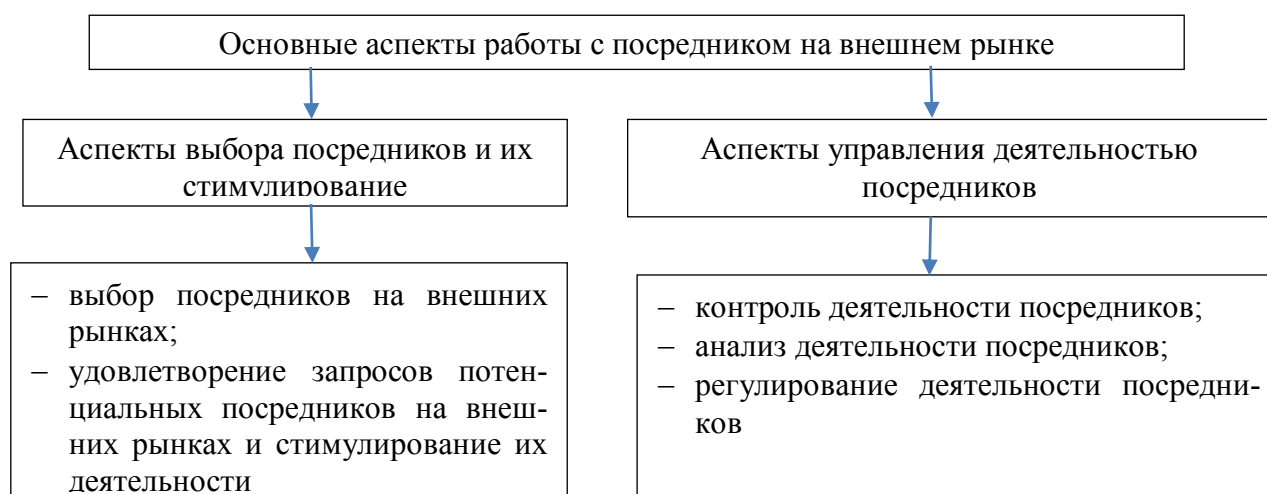 Основные аспекты работы с посредником на внешнем рынке
Аспекты выбора посредников и их
стимулирование
Аспекты управления деятельностью
посредников
– выбор посредников на внешних
рынках;
– удовлетворение запросов потен-
циальных посредников на внеш-
них рынках и стимулирование их
деятельности
– контроль деятельности посредников;
– анализ деятельности посредников;
– регулирование деятельности посредни-
ков